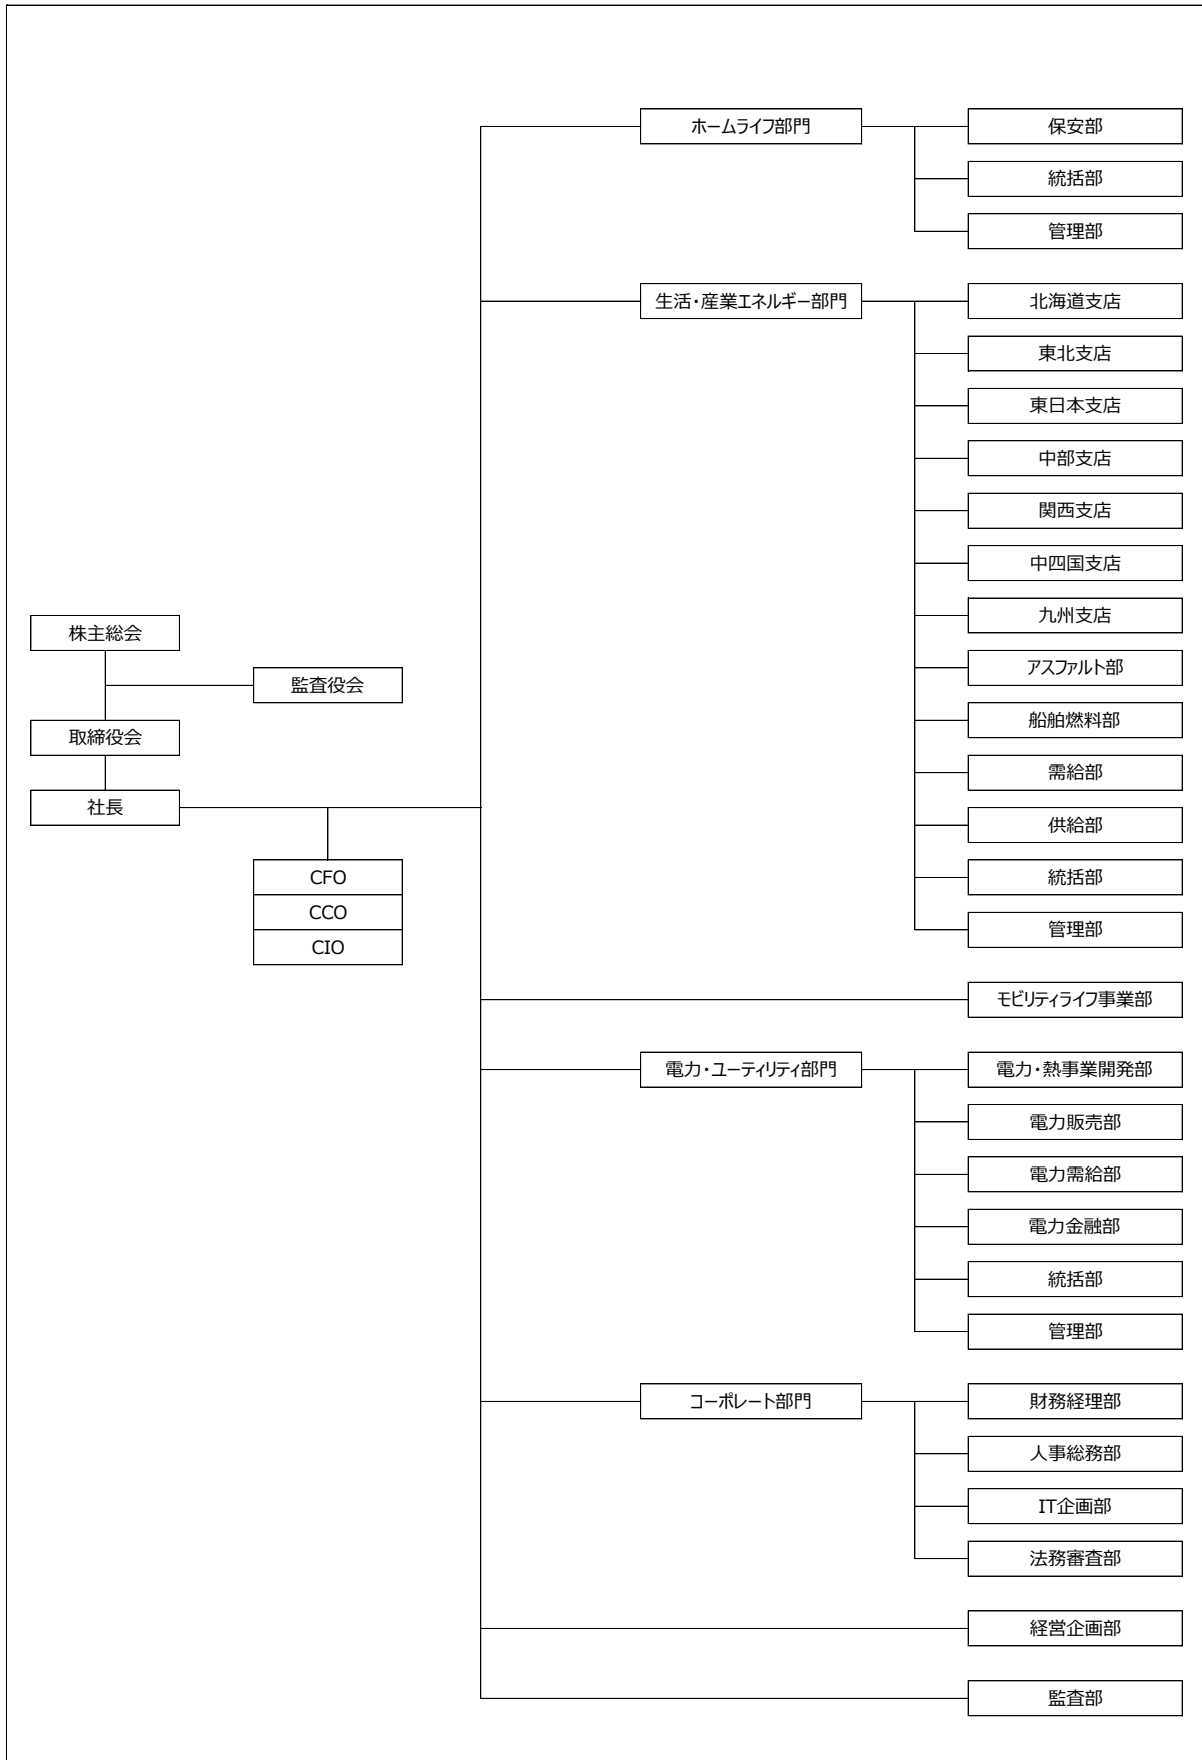 株主総会
監査役会
取締役会
社長
CFO
CCO
CIO
ホームライフ部門
保安部
統括部
管理部
生活・産業エネルギー部門
北海道支店
東北支店
東日本支店
中部支店
関西支店
中四国支店
九州支店
アスファルト部
船舶燃料部
需給部
供給部
統括部
管理部
モビリティライフ事業部
電力・ユーティリティ部門
電力・熱事業開発部
電力販売部
電力需給部
電力金融部
統括部
管理部
コーポレート部門
財務経理部
人事総務部
IT企画部
法務審査部
経営企画部
監査部